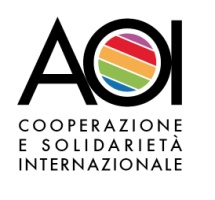 AOI
COOPERAZIONE
E SOLIDARIETÀ
INTERNAZIONALE